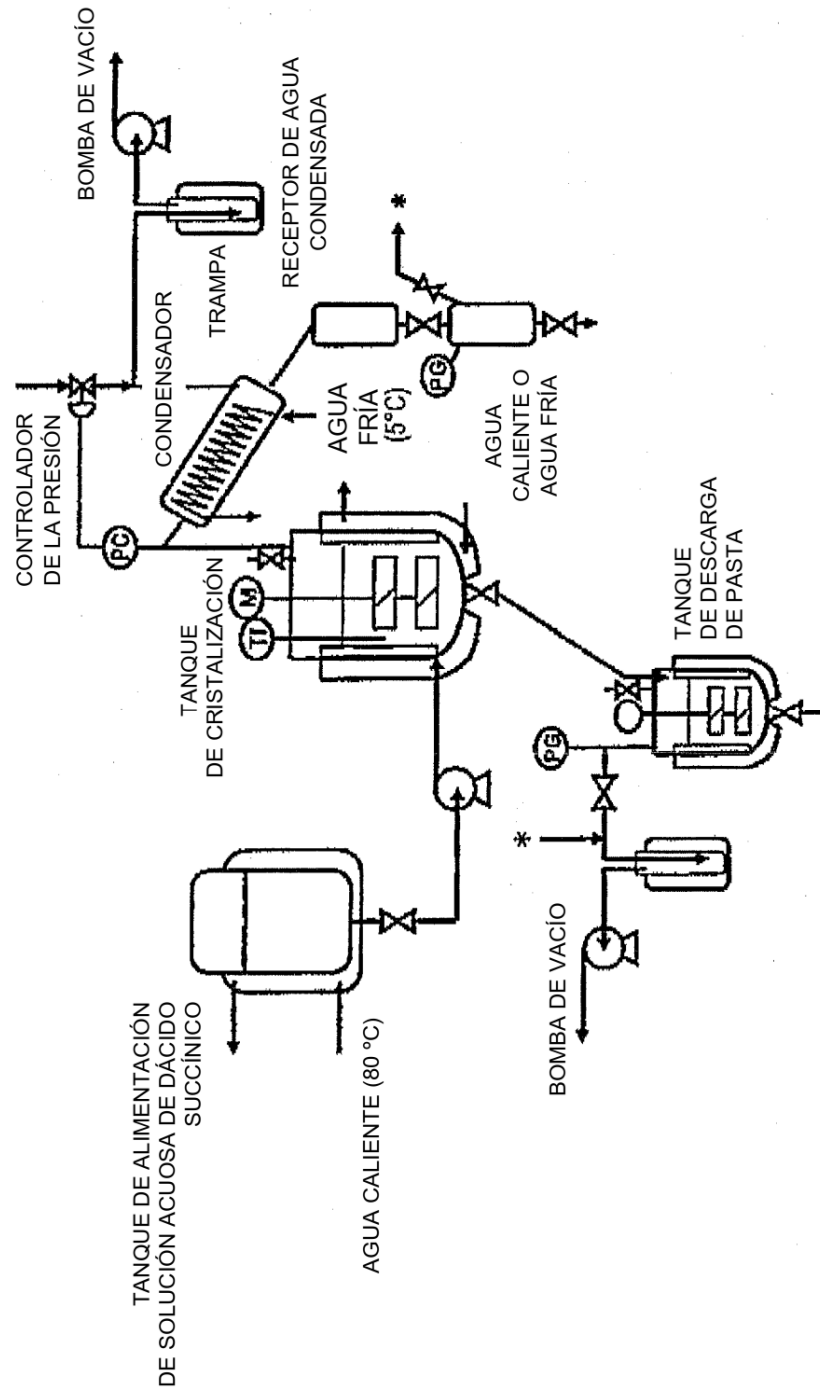 TANQUE DE ALIMENTACIÓN
DE SOLUCIÓN ACUOSA DE DÁCIDO
SUCCÍNICO
AGUA CALIENTE (80 ºC)
BOMBA DE VACÍO
*
PG
TANQUE
DE DESCARGA
DE PASTA
TANQUE
DE CRISTALIZACIÓN
TI
M
PC
CONTROLADOR
DE LA PRESIÓN
CONDENSADOR
AGUA
FRÍA
(5°C)
AGUA
CALIENTE O
AGUA FRÍA
PG
*
TRAMPA
RECEPTOR DE AGUA
CONDENSADA
BOMBA DE VACÍO